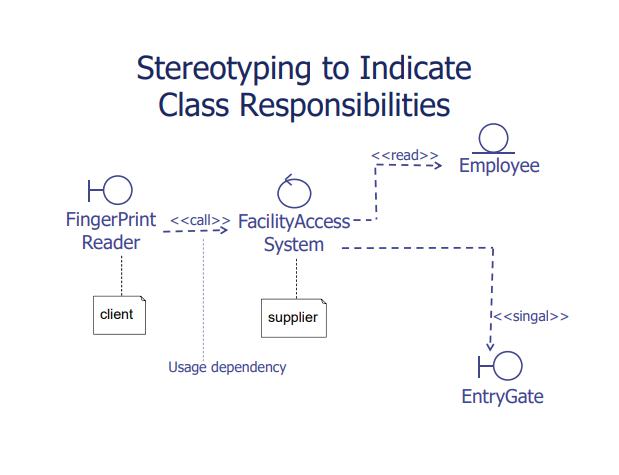 Stereotyping to Indicate
Class Responsibilities
<<read>>
Employee
FingerPrint
Reader
<<call>>
FacilityAccess
System
client
supplier
<<singal>>
Usage dependency
EntryGate